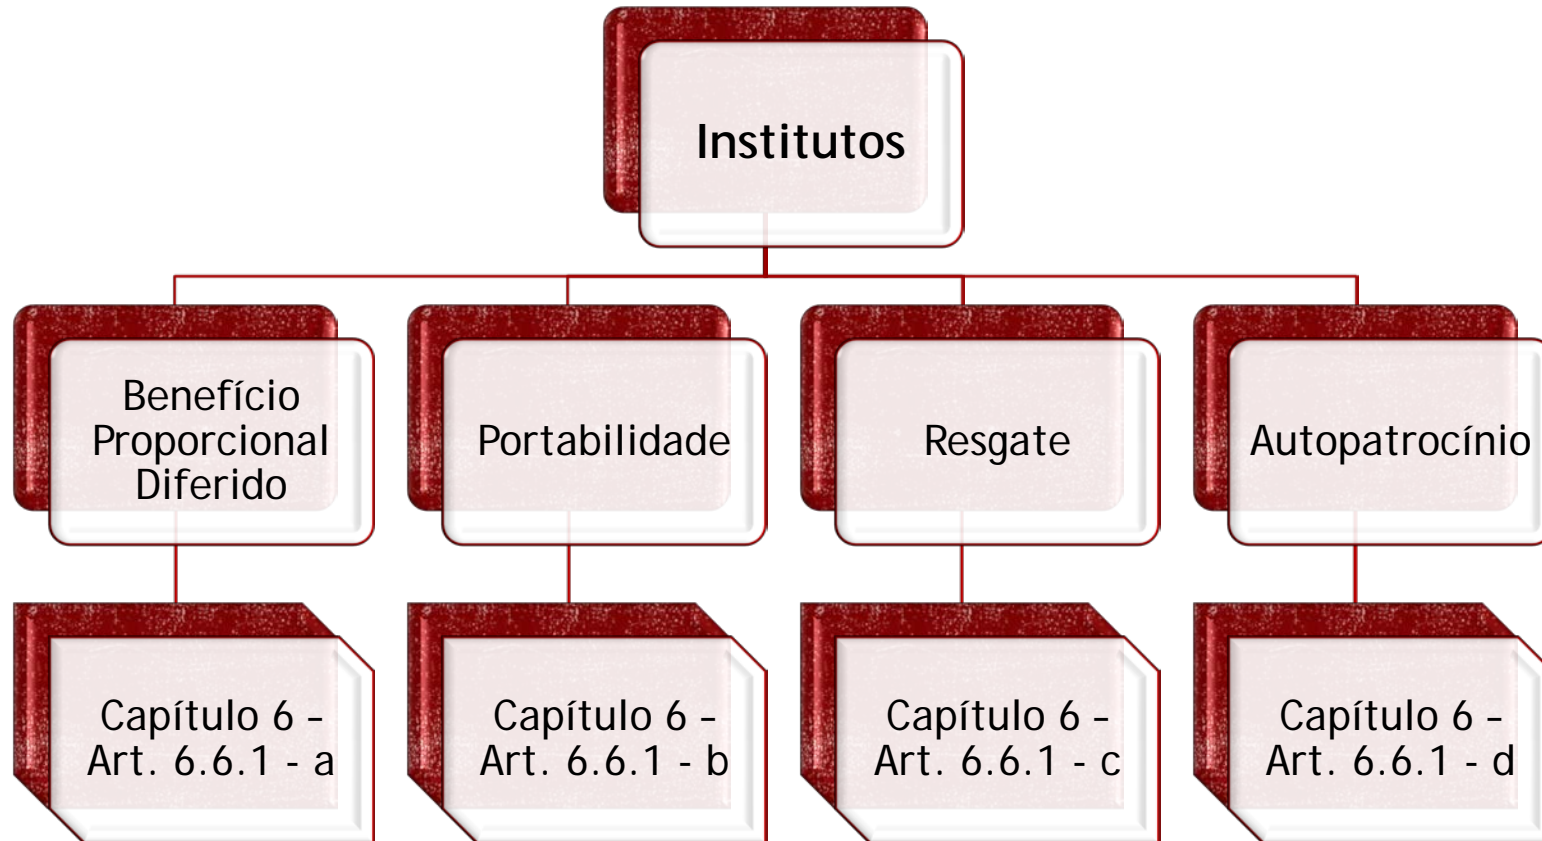 Institutos
Benefício
Proporcional
Diferido
Portabilidade
Resgate
Autopatrocínio
Capítulo 6 –
Art. 6.6.1 - a
Capítulo 6 –
Art. 6.6.1 - b
Capítulo 6 –
Art. 6.6.1 - c
Capítulo 6 –
Art. 6.6.1 - d